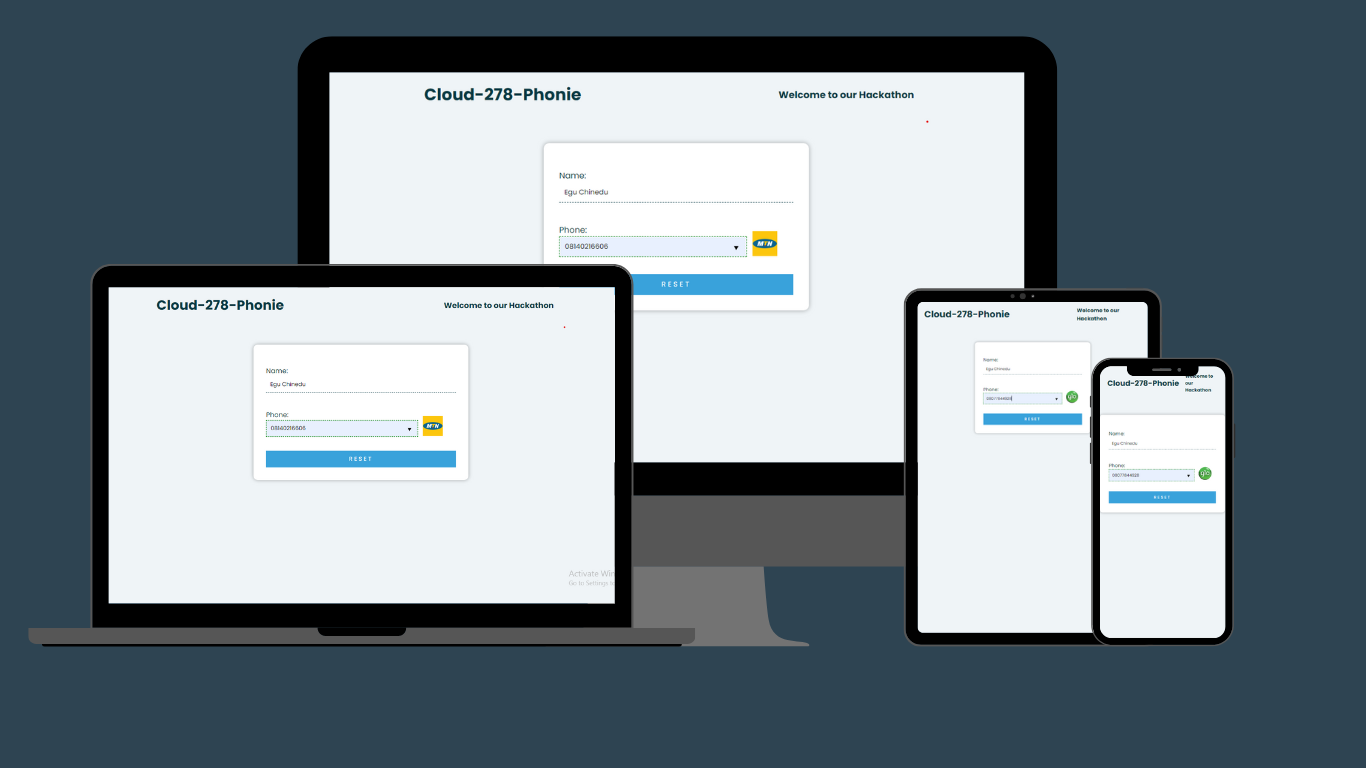 Cloud-278-Phonie
Welcome to our Hackathon
Name:
Egu Chinedu
Phone:
08140216606
MTN
RESET
Cloud-278-Phonie
Welcome to our Hackathon
Name:
Egu Chinedu
Phone:
08140216606
MTN
RESET
Activate Win
Go to Settings
Cloud-278-Phonie
Welcome to our
Hackathon
Name:
Egu Chinedu
Phone:
glo
RESET
Cloud-278-Phonie
Welcome to
our
Hackathon
Name:
Egu Chinedu
Phone:
glo
RESET